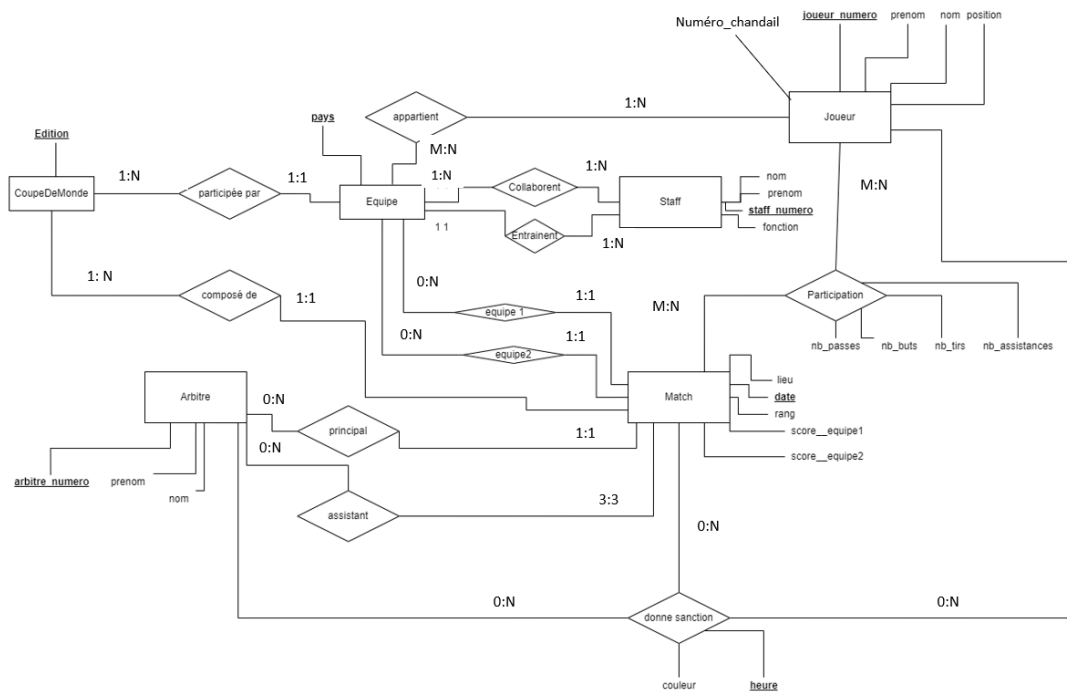 Numéro_chandail
joueur_numero
prenom
nom
position
Joueur
1:N
appartient
M:N
pays
Edition
CoupeDeMonde
1:N
participèe par
1:1
Equipe
1:N
Collaborent
1:N
Staff
nom
prenom
staff_numero
fonction
1 1
Entrainent
1:N
M:N
1: N
composé de
1:1
0:N
equipe 1
1:1
0:N
equipe2
1:1
M:N
Participation
nb_passes
nb_buts
nb_tirs
nb_assistances
Arbitre
0:N
principal
1:1
Match
lieu
date
rang
score__equipe1
score__equipe2
0:N
assistant
3:3
arbitre_numero
prenom
nom
0:N
0:N
donne sanction
0:N
couleur
heure